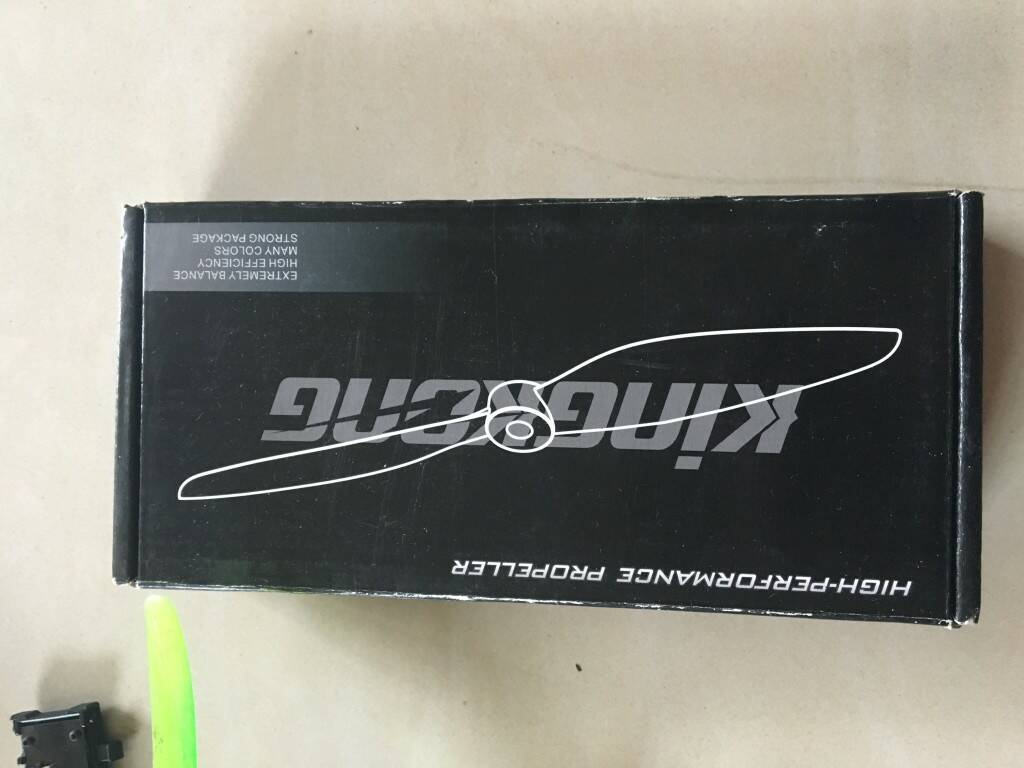 HIGH-PERFORMANCE PROPELLER
KINGKONG
EXTREMELY BALANCE
HIGH EFFICIENCY
MANY COLORS
STRONG PACKAGE